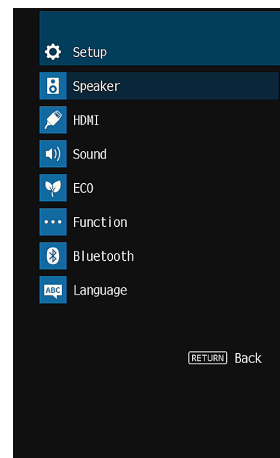 Setup
Speaker
HDMI
Sound
ECO
Function
Bluetooth
ABC Language
RETURN Back